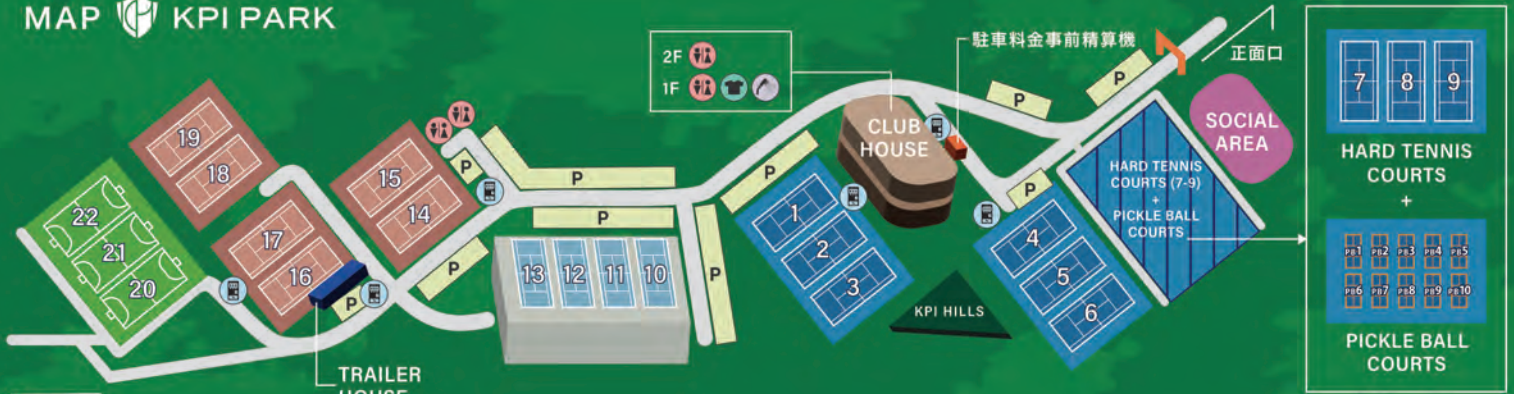 MAP KPI PARK
2F
1F
駐車料金事前精算機
正面口
P
P
SOCIAL
AREA
CLUB
HOUSE
HARD TENNIS
COURTS (7-9)
+
PICKLE BALL
COURTS
P
P
1
2
3
4
5
6
KPI HILLS
P
P
P
13
12
11
10
P
15
14
P
19
18
17
16
P
TRAILER
HOUSE
22
21
20
7
8
9
HARD TENNIS
COURTS
+
PB1 PB2 PB3 PB4 PB5
PB6 PB7 PB8 PB9 PB10
PICKLE BALL
COURTS